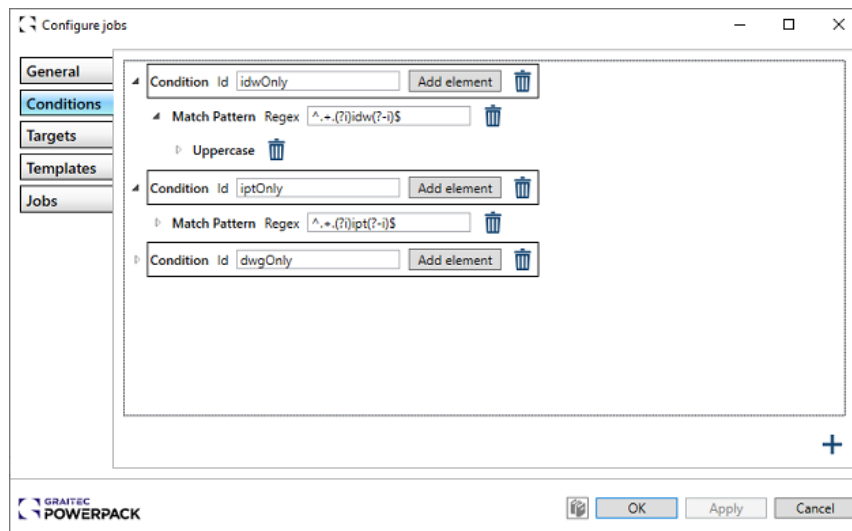 Configure jobs
General
Conditions
Targets
Templates
Jobs
Condition Id idwOnly Add element
Match Pattern Regex ^.+.(?i)idw(?-i)$
Uppercase
Condition Id iptOnly Add element
Match Pattern Regex ^.+.(?i)ipt(?-i)$
Condition Id dwgOnly Add element
GRAITEC
POWERPACK
OK Apply Cancel